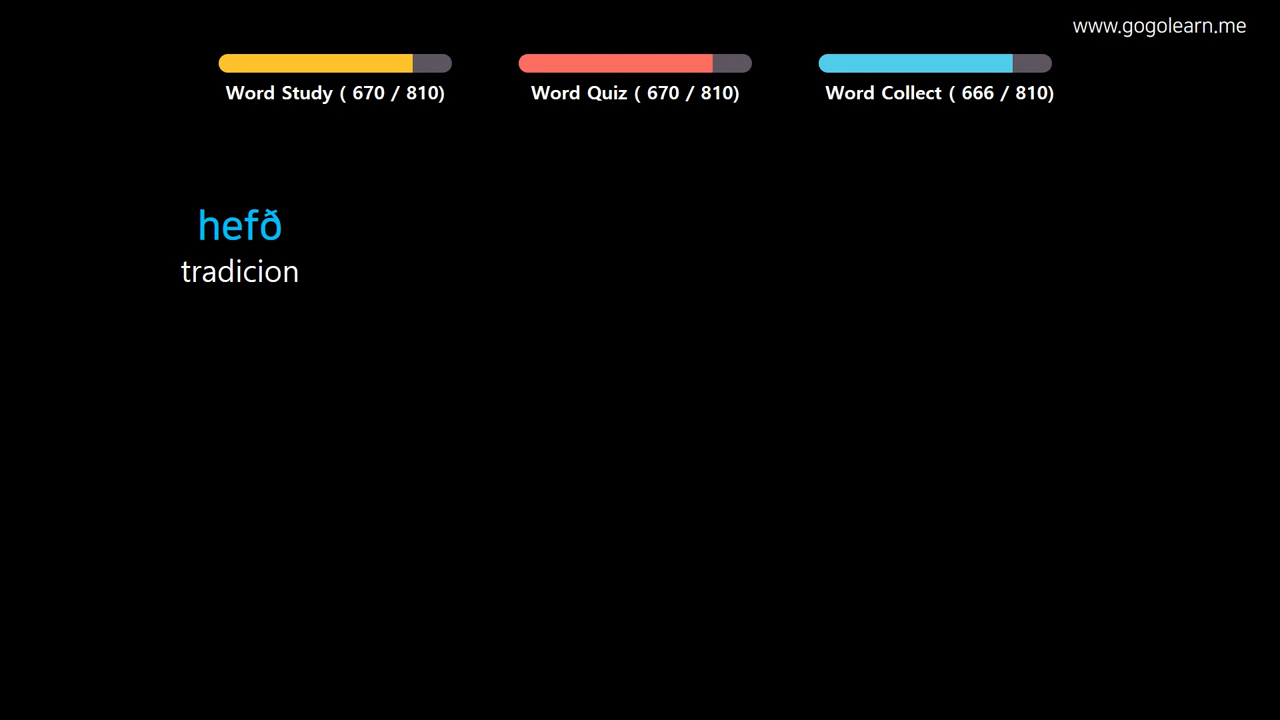 www.gogolearn.me
Word Study ( 670 / 810)
Word Quiz ( 670 / 810)
Word Collect ( 666 / 810)
hefð
tradicion